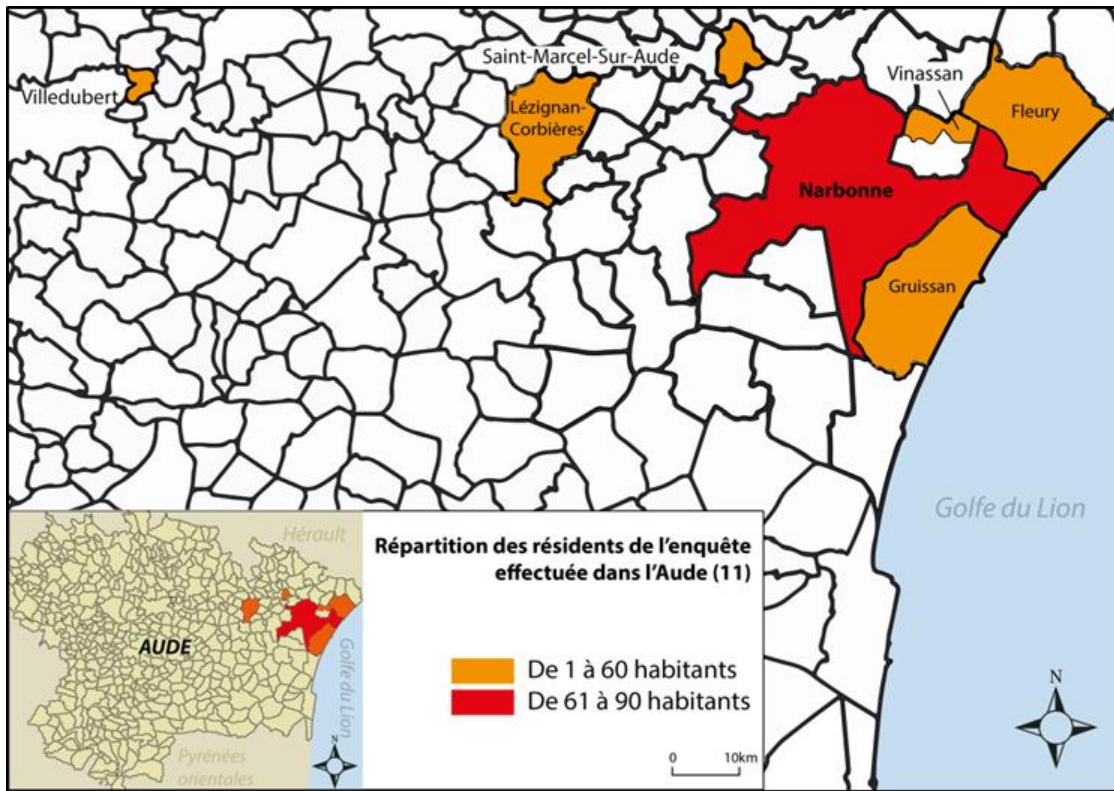 Saint-Marcel-Sur-Aude
Vinassan
Villedubert
Lézignan-
Corbières
Fleury
Narbonne
Gruissan
Golfe du Lion
Hérault
AUDE
Golfe du Lion
Pyrénées
orientales
N
Répartition des résidents de l'enquête
effectuée dans l'Aude (11)
De 1 à 60 habitants
De 61 à 90 habitants
0 10km
N